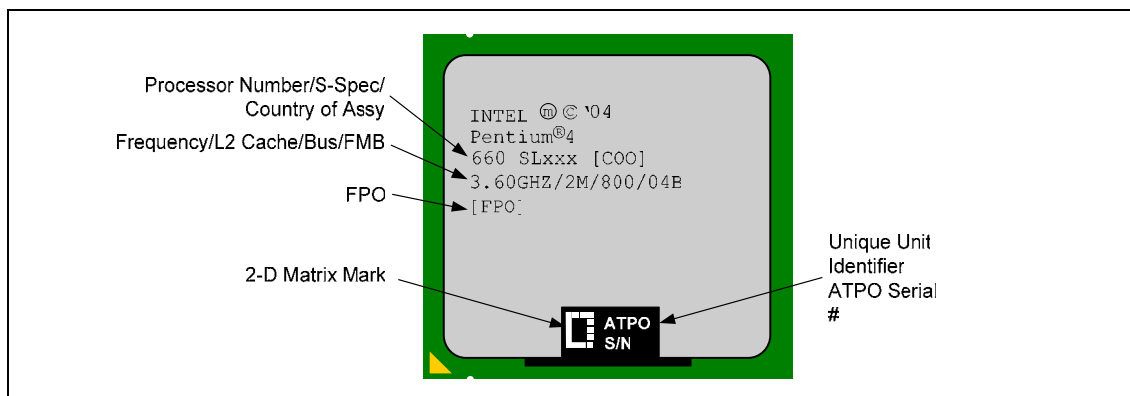 Processor Number/S-Spec/
Country of Assy
Frequency/L2 Cache/Bus/FMB
FPO
2-D Matrix Mark
INTEL ⓜ © '04
Pentium®4
660 SLxxx [COO]
3.60GHZ/2M/800/04B
[FPO]
ATPO
S/N
Unique Unit
Identifier
ATPO Serial
#